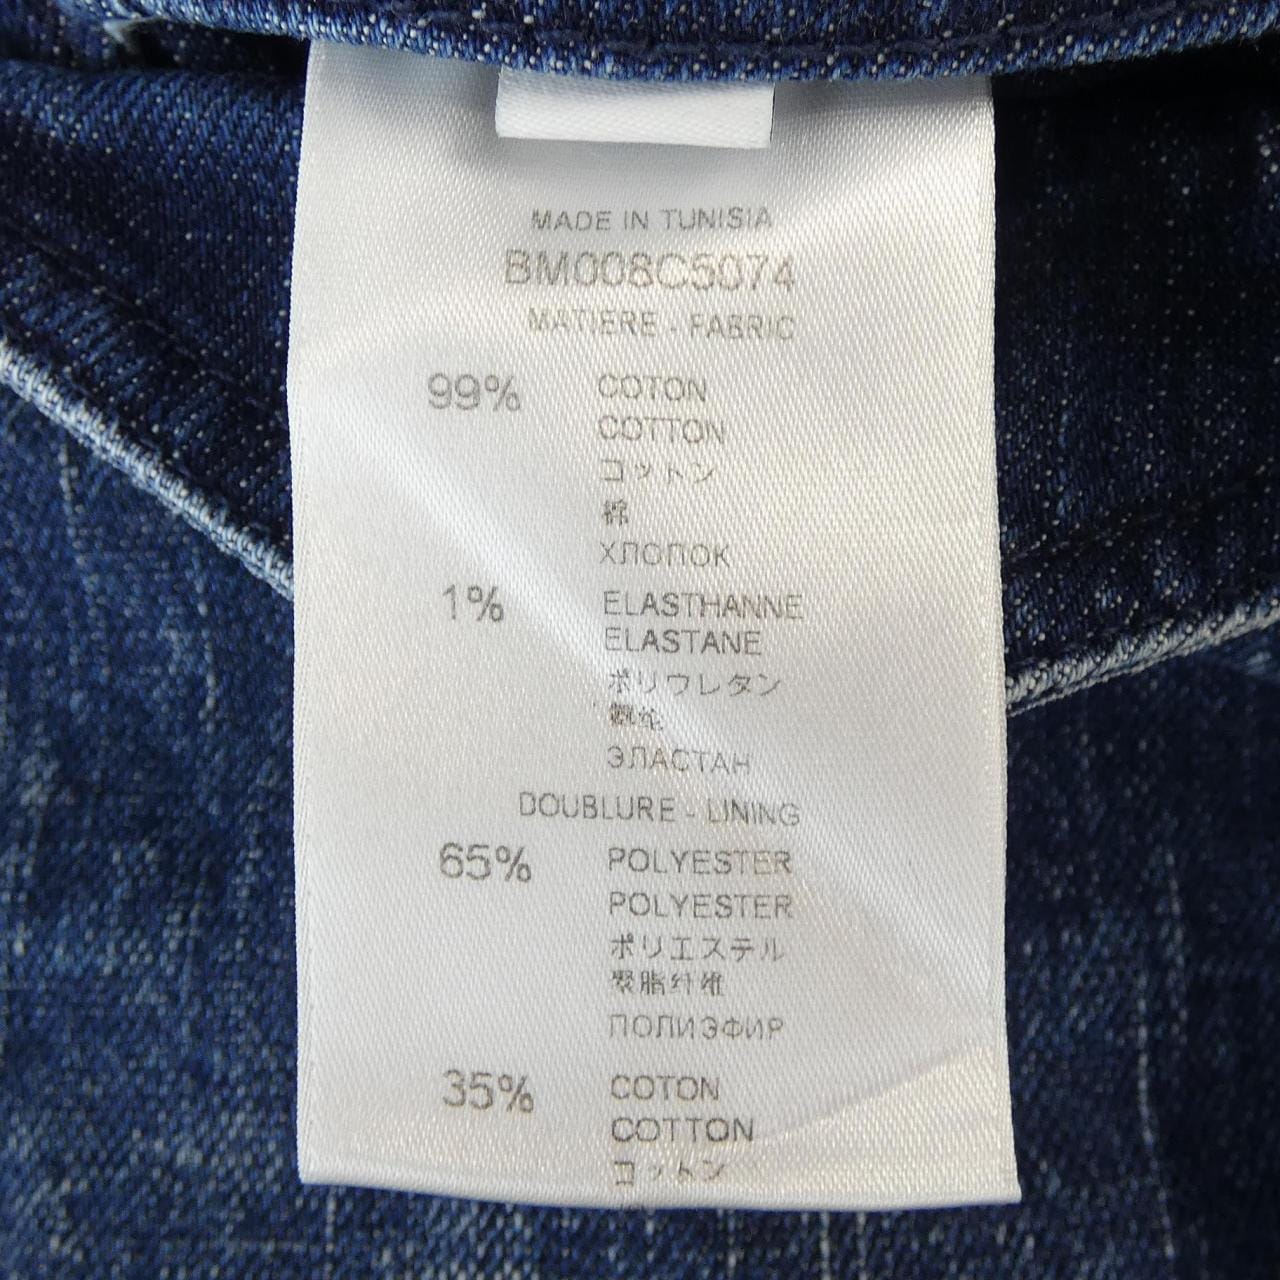 MADE IN TUNISIA
BM008C5074
MATIERE - FABRIC
99% COTON
COTTON
コットン
棉
ХЛОПОК
1% ELASTHANNE
ELASTANE
ポリウレタン
ЭЛАСТАН
DOUBLURE - LINING
65% POLYESTER
POLYESTER
ポリエステル
聚脂纤维
ПОЛИЭФИР
35% COTON
COTTON
コットン